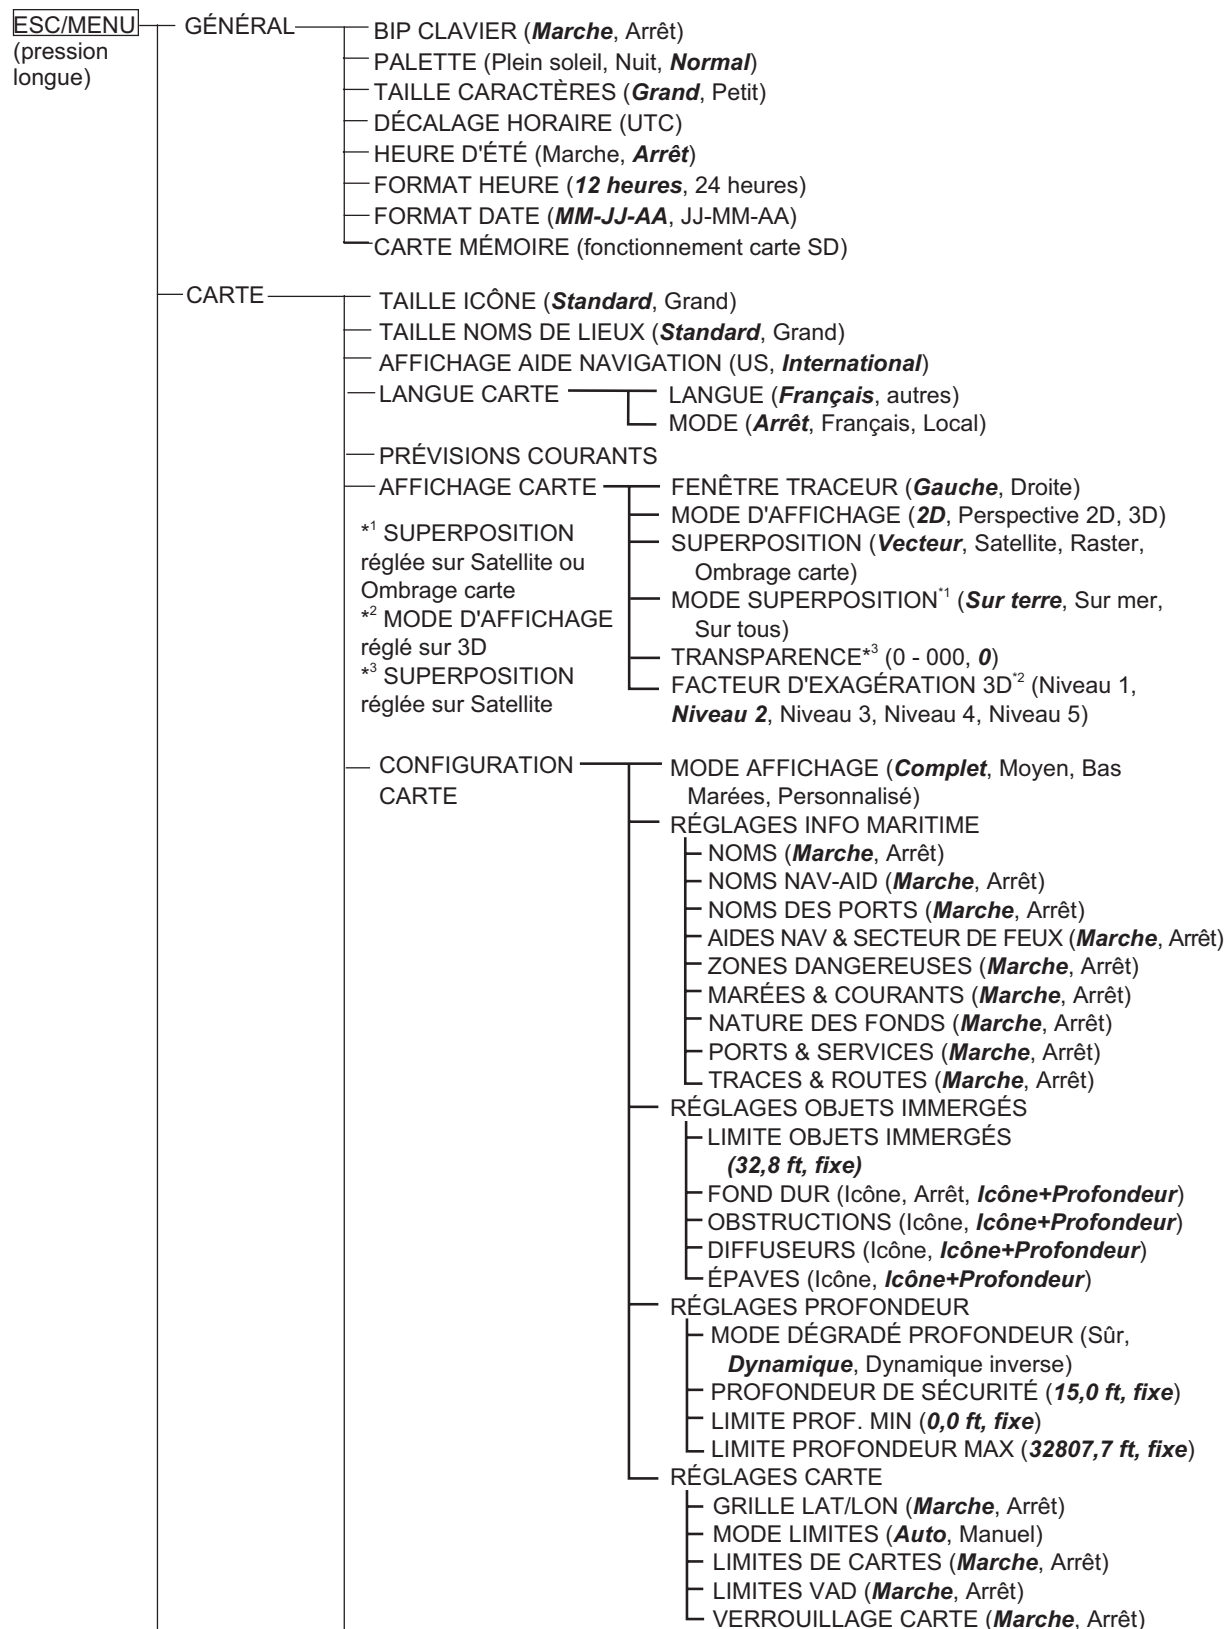 ESC/MENU
(pression
longue)
GÉNÉRAL
BIP CLAVIER (Marche, Arrêt)
PALETTE (Plein soleil, Nuit, Normal)
TAILLE CARACTÈRES (Grand, Petit)
DÉCALAGE HORAIRE (UTC)
HEURE D'ÉTÉ (Marche, Arrêt)
FORMAT HEURE (12 heures, 24 heures)
FORMAT DATE (MM-JJ-AA, JJ-MM-AA)
CARTE MÉMOIRE (fonctionnement carte SD)
CARTE
TAILLE ICÔNE (Standard, Grand)
TAILLE NOMS DE LIEUX (Standard, Grand)
AFFICHAGE AIDE NAVIGATION (US, International)
LANGUE CARTE
LANGUE (Français, autres)
MODE (Arrêt, Français, Local)
PRÉVISIONS COURANTS
AFFICHAGE CARTE
FENÊTRE TRACEUR (Gauche, Droite)
MODE D'AFFICHAGE (2D, Perspective 2D, 3D)
SUPERPOSITION (Vecteur, Satellite, Raster,
Ombrage carte)
MODE SUPERPOSITION*1 (Sur terre, Sur mer,
Sur tous)
TRANSPARENCE*3 (0 - 000, 0)
FACTEUR D'EXAGÉRATION 3D*2 (Niveau 1,
Niveau 2, Niveau 3, Niveau 4, Niveau 5)
*1 SUPERPOSITION
réglée sur Satellite ou
Ombrage carte
*2 MODE D'AFFICHAGE
réglé sur 3D
*3 SUPERPOSITION
réglée sur Satellite
CONFIGURATION
CARTE
MODE AFFICHAGE (Complet, Moyen, Bas
Marées, Personnalisé)
RÉGLAGES INFO MARITIME
NOMS (Marche, Arrêt)
NOMS NAV-AID (Marche, Arrêt)
NOMS DES PORTS (Marche, Arrêt)
AIDES NAV & SECTEUR DE FEUX (Marche, Arrêt)
ZONES DANGEREUSES (Marche, Arrêt)
MARÉES & COURANTS (Marche, Arrêt)
NATURE DES FONDS (Marche, Arrêt)
PORTS & SERVICES (Marche, Arrêt)
TRACES & ROUTES (Marche, Arrêt)
RÉGLAGES OBJETS IMMERGÉS
LIMITE OBJETS IMMERGÉS
(32,8 ft, fixe)
FOND DUR (Icône, Arrêt, Icône+Profondeur)
OBSTRUCTIONS (Icône, Icône+Profondeur)
DIFFUSEURS (Icône, Icône+Profondeur)
ÉPAVES (Icône, Icône+Profondeur)
RÉGLAGES PROFONDEUR
MODE DÉGRADÉ PROFONDEUR (Sûr,
Dynamique, Dynamique inverse)
PROFONDEUR DE SÉCURITÉ (15,0 ft, fixe)
LIMITE PROF. MIN (0,0 ft, fixe)
LIMITE PROFONDEUR MAX (32807,7 ft, fixe)
RÉGLAGES CARTE
GRILLE LAT/LON (Marche, Arrêt)
MODE LIMITES (Auto, Manuel)
LIMITES DE CARTES (Marche, Arrêt)
LIMITES VAD (Marche, Arrêt)
VERROUILLAGE CARTE (Marche, Arrêt)